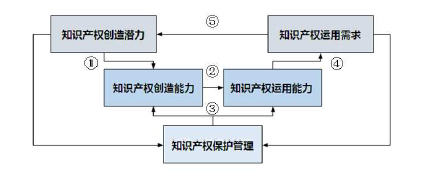 ⑤
知识产权创造潜力
知识产权运用需求
①
④
②
知识产权创造能力
知识产权运用能力
③
知识产权保护管理